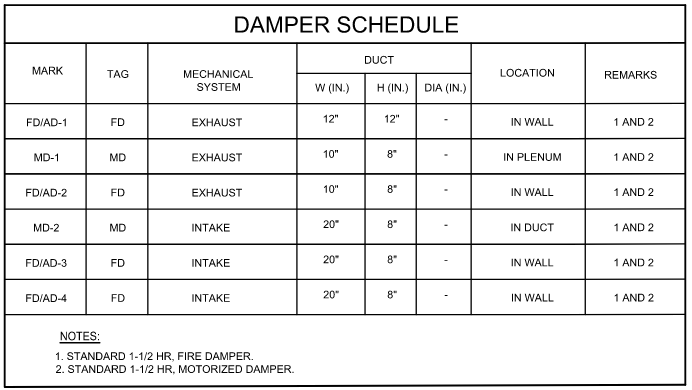 DAMPER SCHEDULE
MARK TAG MECHANICAL SYSTEM DUCT LOCATION REMARKS
W (IN.) H (IN.) DIA (IN.)
FD/AD-1 FD EXHAUST 12" 12" - IN WALL 1 AND 2
MD-1 MD EXHAUST 10" 8" - IN PLENUM 1 AND 2
FD/AD-2 FD EXHAUST 10" 8" - IN WALL 1 AND 2
MD-2 MD INTAKE 20" 8" - IN DUCT 1 AND 2
FD/AD-3 FD INTAKE 20" 8" - IN WALL 1 AND 2
FD/AD-4 FD INTAKE 20" 8" - IN WALL 1 AND 2
NOTES:
1. STANDARD 1-1/2 HR, FIRE DAMPER.
2. STANDARD 1-1/2 HR, MOTORIZED DAMPER.